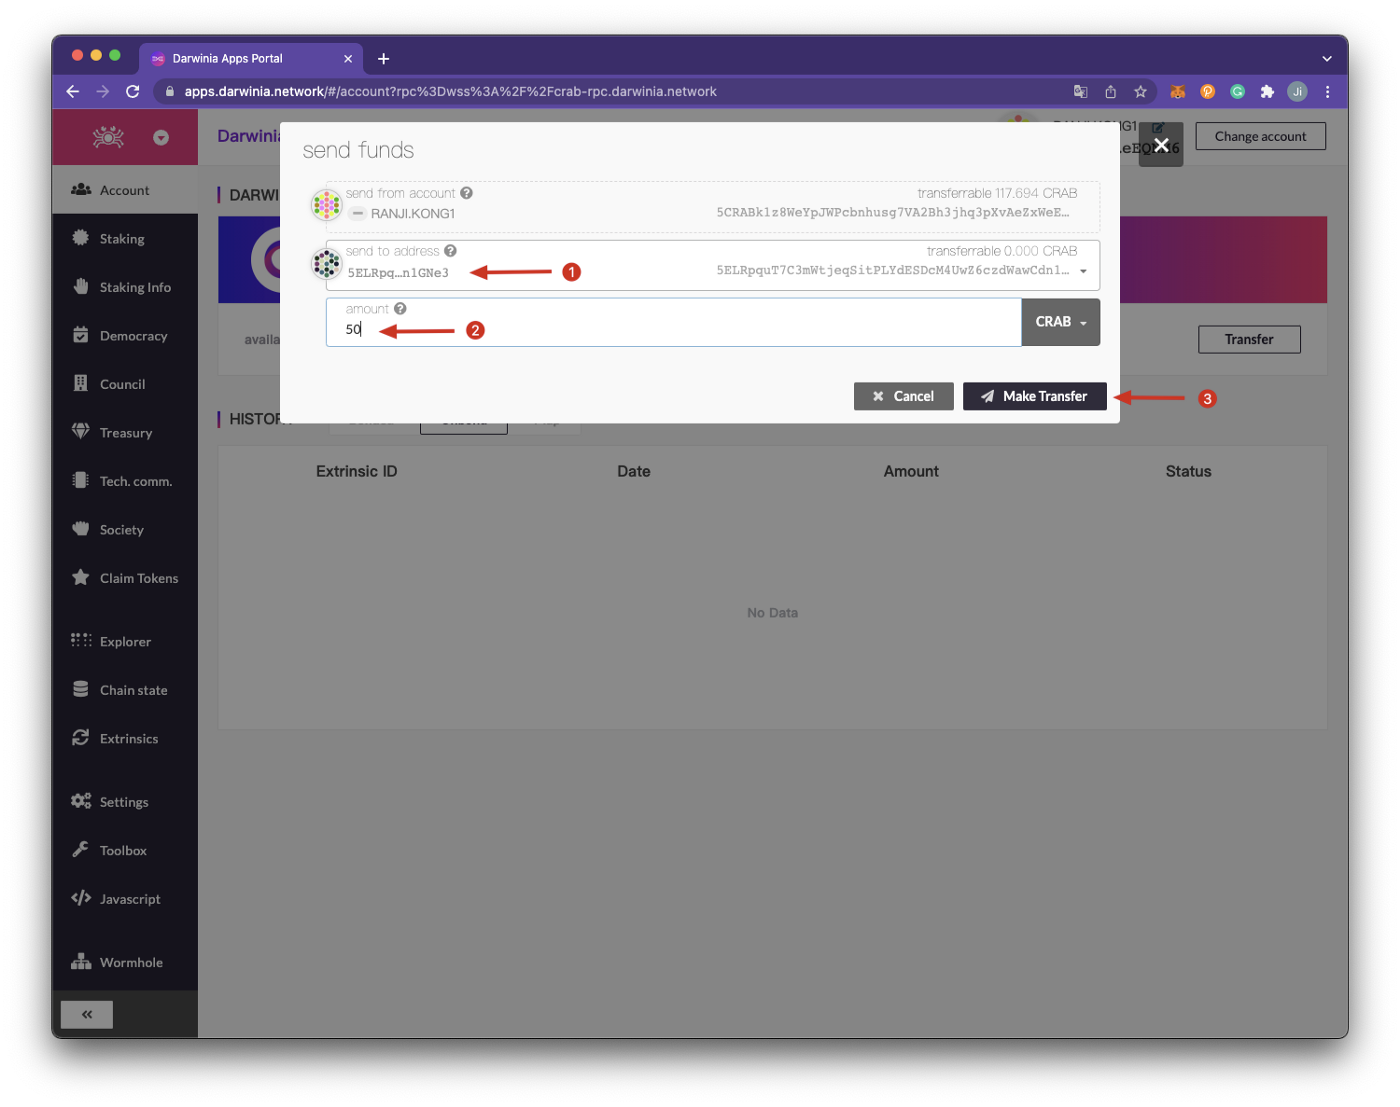 Darwinia Apps Portal
apps.darwinia.network/#/account?rpc%3Dwss%3A%2F%2Fcrab-rpc.darwinia.network
Ji
Darwinia
Change account
send funds
Account
DARWI
send from account
transferrable 117.694 CRAB
RANJI.KONG1
Staking
send to address
transferrable 0.000 CRAB
5ELRpq…n1GNe3
1
Staking Info
amount
50
2
CRAB
Democracy
availa
Transfer
Council
Cancel
Make Transfer
3
HISTOR
Treasury
Extrinsic ID
Date
Amount
Status
Tech. comm.
Society
Claim Tokens
No Data
Explorer
Chain state
Extrinsics
Settings
Toolbox
Javascript
Wormhole